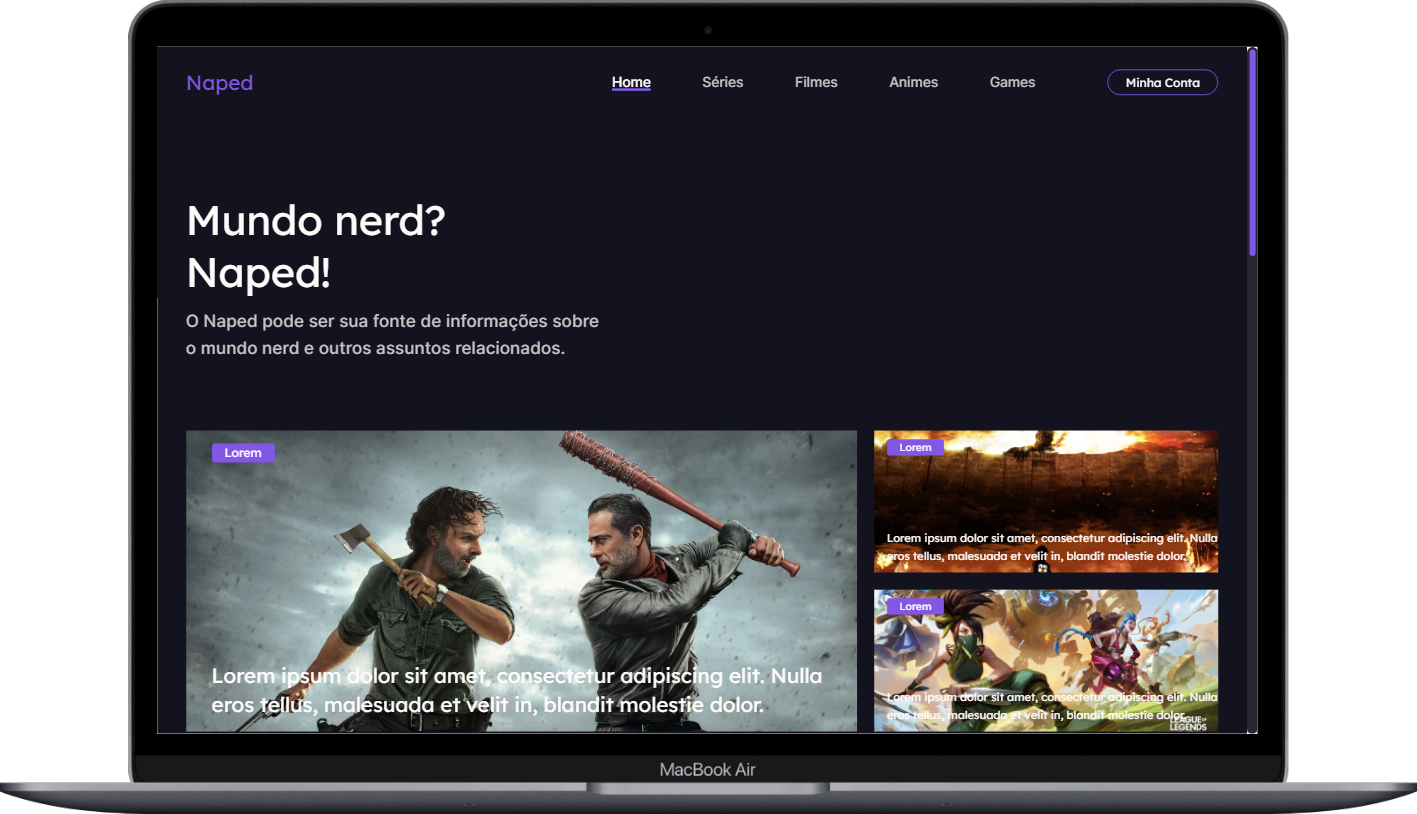 Naped
Home Séries Filmes Animes Games Minha Conta
Mundo nerd?
Naped!
O Naped pode ser sua fonte de informações sobre
o mundo nerd e outros assuntos relacionados.
Lorem
Lorem ipsum dolor sit amet, consectetur adipiscing elit. Nulla
eros tellus, malesuada et velit in, blandit molestie dolor.
Lorem
Lorem ipsum dolor sit amet, consectetur adipiscing elit. Nulla
eros tellus, malesuada et velit in, blandit molestie dolor.
Lorem
Lorem ipsum dolor sit amet, consectetur adipiscing elit. Nulla
eros tellus, malesuada et velit in, blandit molestie dolor.
LEAGUE OF
LEGENDS
MacBook Air